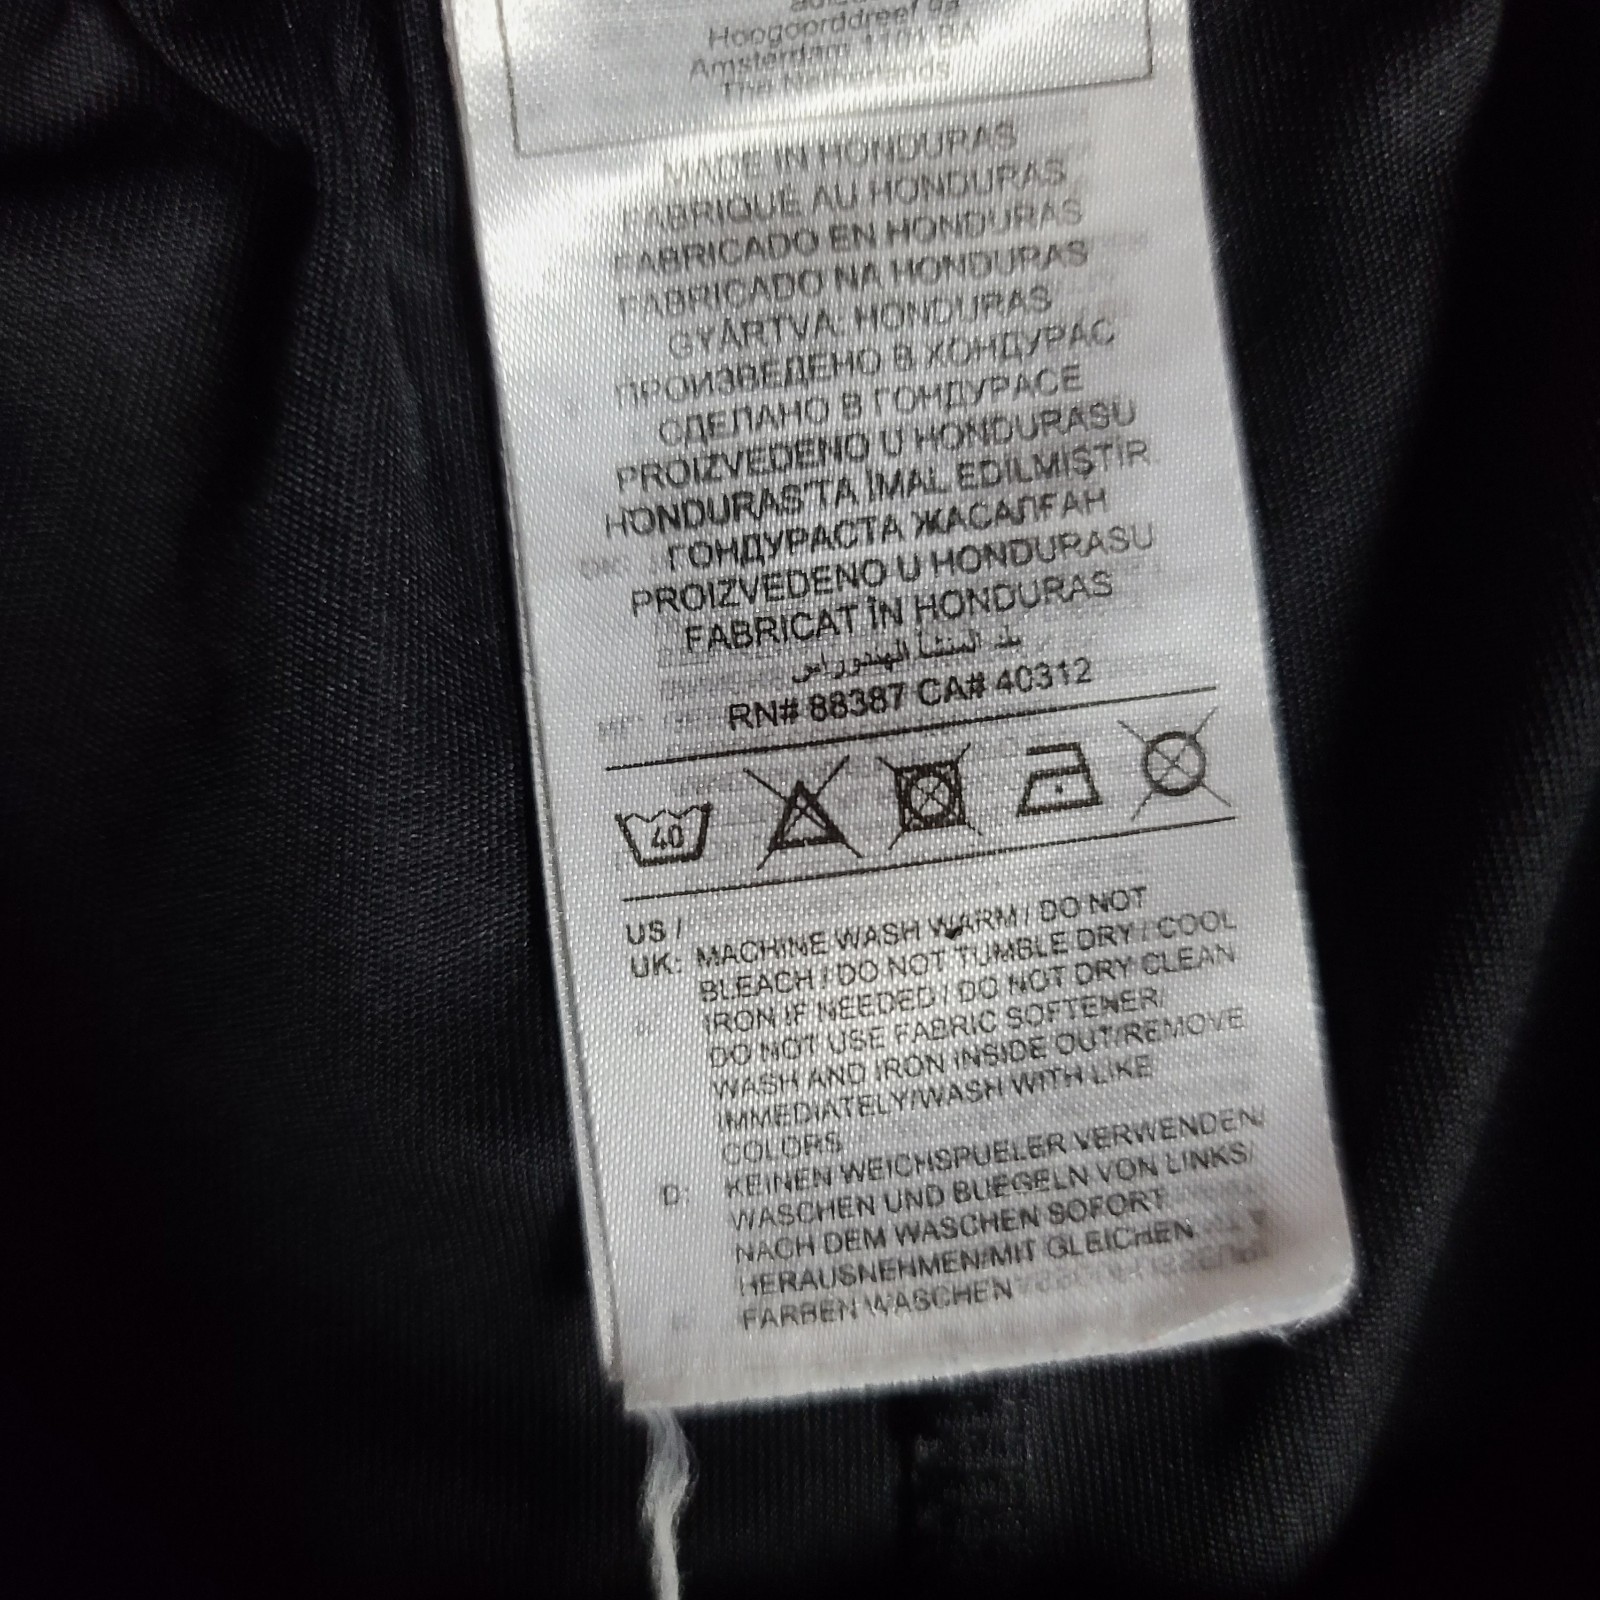 Hoogoorddreef 9a
Amsterdam 1101 BA
The Netherlands
MADE IN HONDURAS
FABRIQUÉ AU HONDURAS
FABRICADO EN HONDURAS
FABRICADO NA HONDURAS
GYÁRTVA: HONDURAS
ПРОИЗВЕДЕНО В ХОНДУРАС
СДЕЛАНО В ГОНДУРАСЕ
PROIZVEDENO U HONDURASU
HONDURAS'TA İMAL EDİLMİŞTİR
ГОНДУРАСТА ЖАСАЛҒАН
PROIZVEDENO U HONDURASU
FABRICAT ÎN HONDURAS
بلد المنشأ الهندوراس
RN# 88387 CA# 40312
40
US /
UK: MACHINE WASH WARM / DO NOT
BLEACH / DO NOT TUMBLE DRY / COOL
IRON IF NEEDED / DO NOT DRY CLEAN
DO NOT USE FABRIC SOFTENER/
WASH AND IRON INSIDE OUT/REMOVE
IMMEDIATELY/WASH WITH LIKE
COLORS
D: KEINEN WEICHSPUELER VERWENDEN/
WASCHEN UND BUEGELN VON LINKS/
NACH DEM WASCHEN SOFORT
HERAUSNEHMEN/MIT GLEICHEN
FARBEN WASCHEN